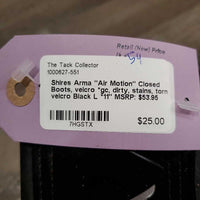 Retail (New) Price
54
The Tack Collector
1000627-551
Shires Arma "Air Motion" Closed
Boots, velcro *gc, dirty, stains, torn
velcro Black L "11" MSRP: $53.95
$25.00
7HGSTX